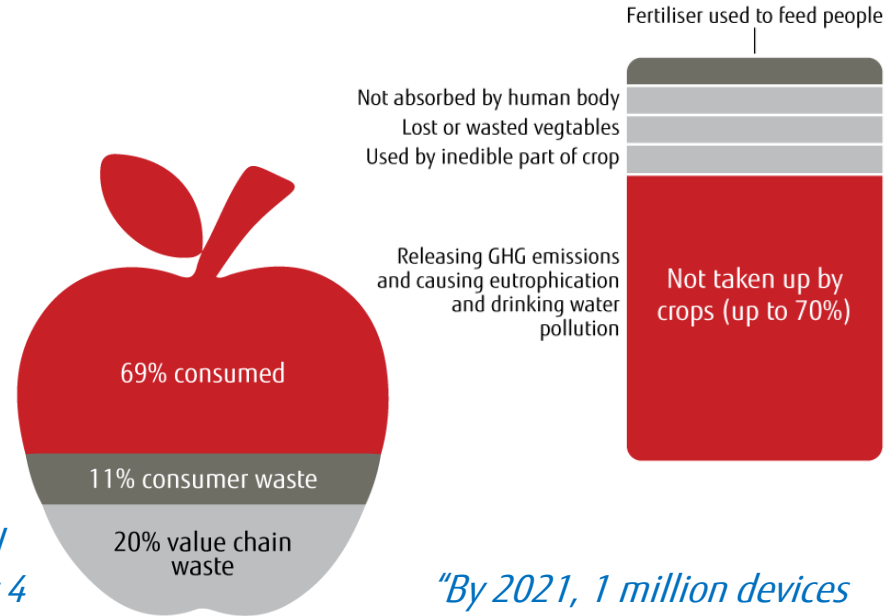 Fertiliser used to feed people
Not absorbed by human body
Lost or wasted vegtables
Used by inedible part of crop
Releasing GHG emissions
and causing eutrophication
and drinking water
pollution
Not taken up by
crops (up to 70%)
69% consumed
11% consumer waste
20% value chain
waste
4
"By 2021, 1 million devices